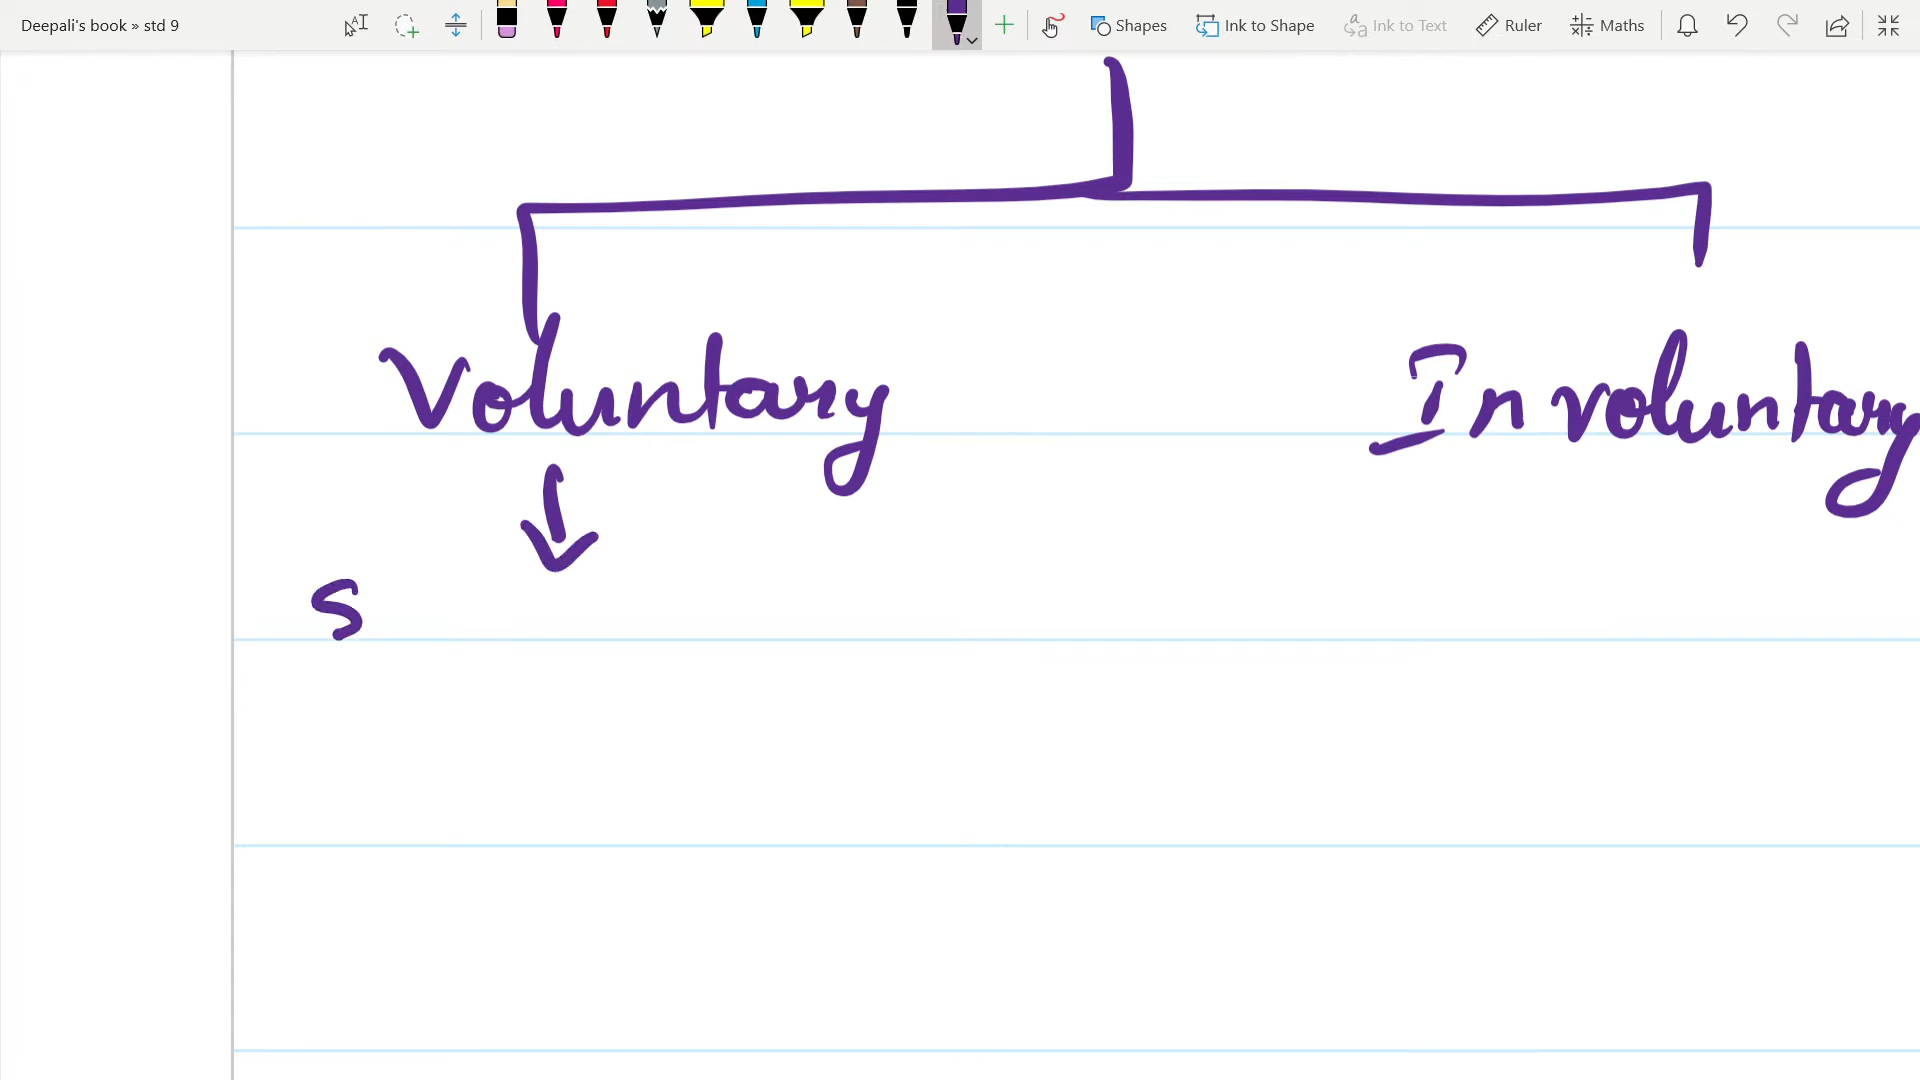 Deepali's book » std 9
Shapes Ink to Shape Ink to Text Ruler Maths
Voluntary Involuntary
S